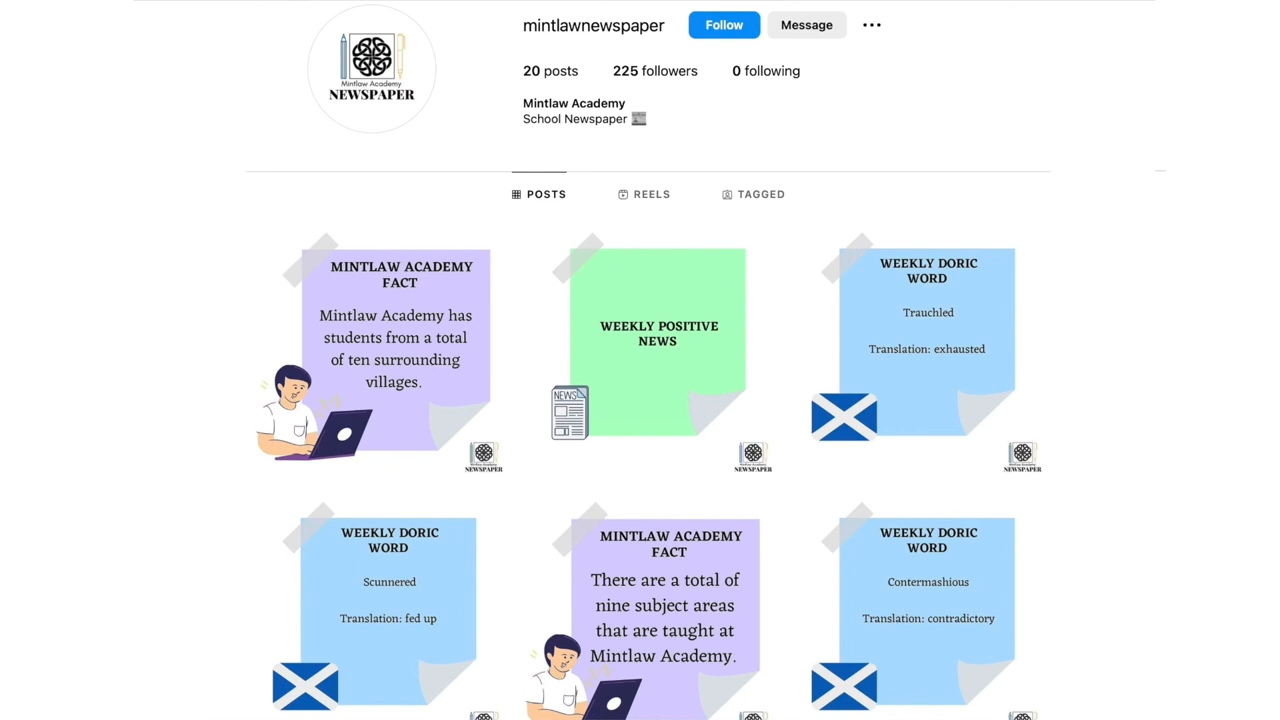 mintlawnewspaper Follow Message
20 posts 225 followers 0 following
Mintlaw Academy
School Newspaper
Mintlaw Academy
NEWSPAPER
POSTS REELS TAGGED
MINTLAW ACADEMY
FACT
Mintlaw Academy has
students from a total
of ten surrounding
villages.
NEWSPAPER
WEEKLY POSITIVE
NEWS
NEWS
NEWSPAPER
WEEKLY DORIC
WORD
Trauchled
Translation: exhausted
NEWSPAPER
WEEKLY DORIC
WORD
Scunnered
Translation: fed up
MINTLAW ACADEMY
FACT
There are a total of
nine subject areas
that are taught at
Mintlaw Academy.
WEEKLY DORIC
WORD
Contermashious
Translation: contradictory